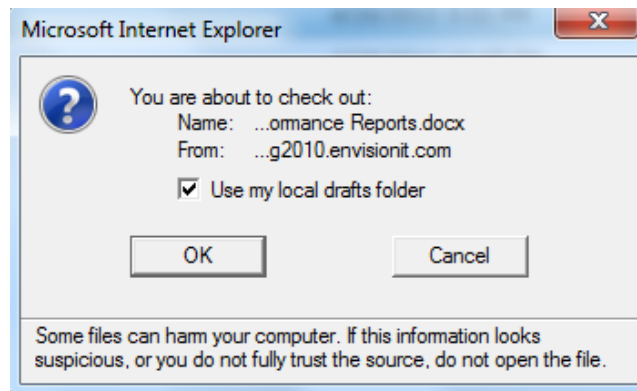 Microsoft Internet Explorer
You are about to check out:
Name: ...ormance Reports.docx
From: ...g2010.envisionit.com
Use my local drafts folder
OK
Cancel
Some files can harm your computer. If this information looks
suspicious, or you do not fully trust the source, do not open the file.